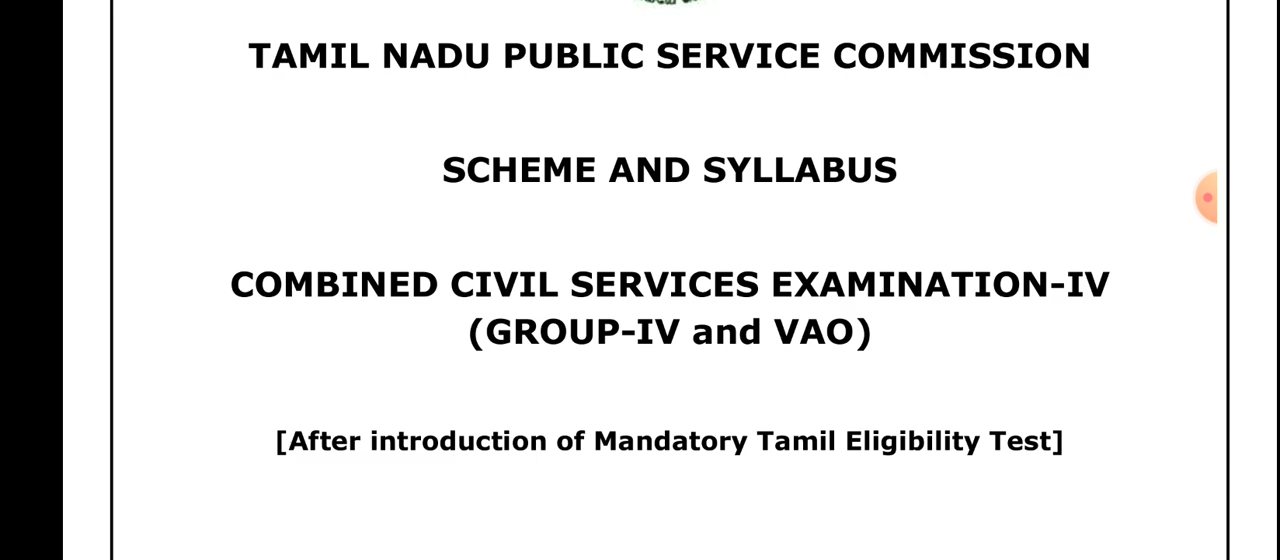 TAMIL NADU PUBLIC SERVICE COMMISSION
SCHEME AND SYLLABUS
COMBINED CIVIL SERVICES EXAMINATION-IV
(GROUP-IV and VAO)
[After introduction of Mandatory Tamil Eligibility Test]